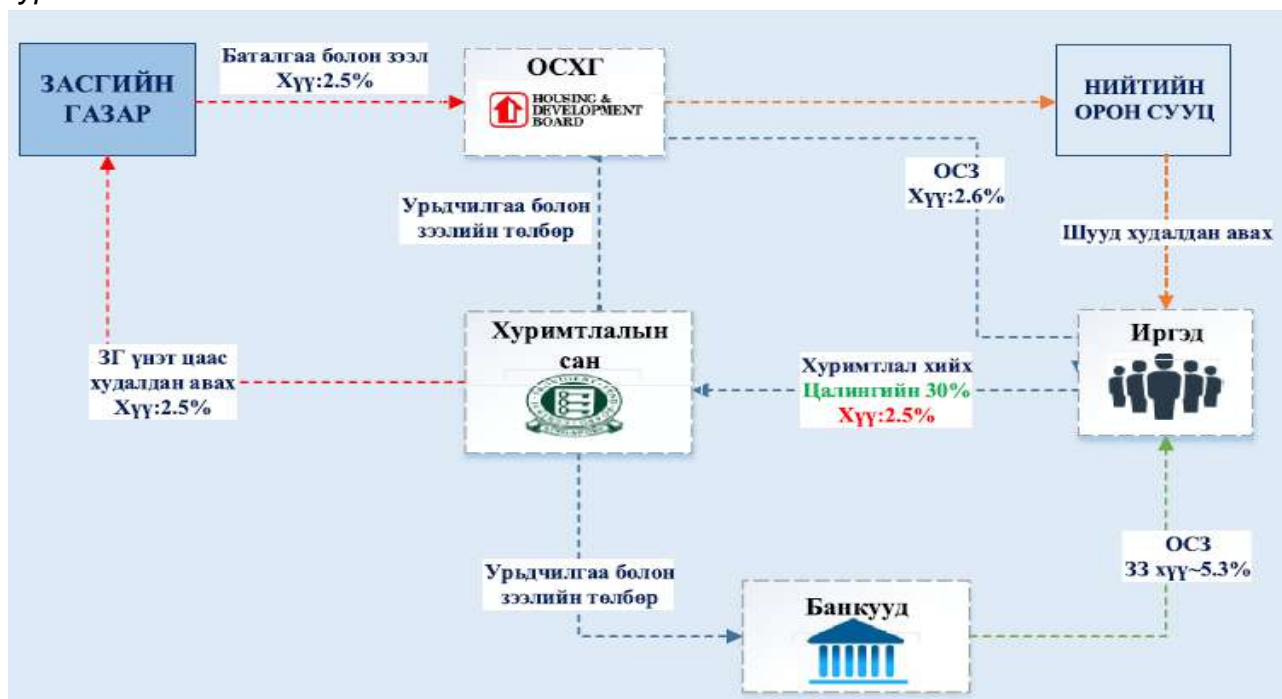 Баталгаа болон зээл
Хүү:2.5%
ЗАСГИЙН
ГАЗАР
ОСХГ
HOUSING &
DEVELOPMENT
BOARD
НИЙТИЙН
ОРОН СУУЦ
ОСЗ
Хүү:2.6%
Урьдчилгаа болон
зээлийн төлбөр
Шууд худалдан авах
Хуримтлалын
сан
Иргэд
ЗГ үнэт цаас
худалдан авах
Хүү:2.5%
Хуримтлал хийх
Цалингийн 30%
Хүү:2.5%
Урьдчилгаа болон
зээлийн төлбөр
Банкууд
ОСЗ
ЗЗ хүү~5.3%